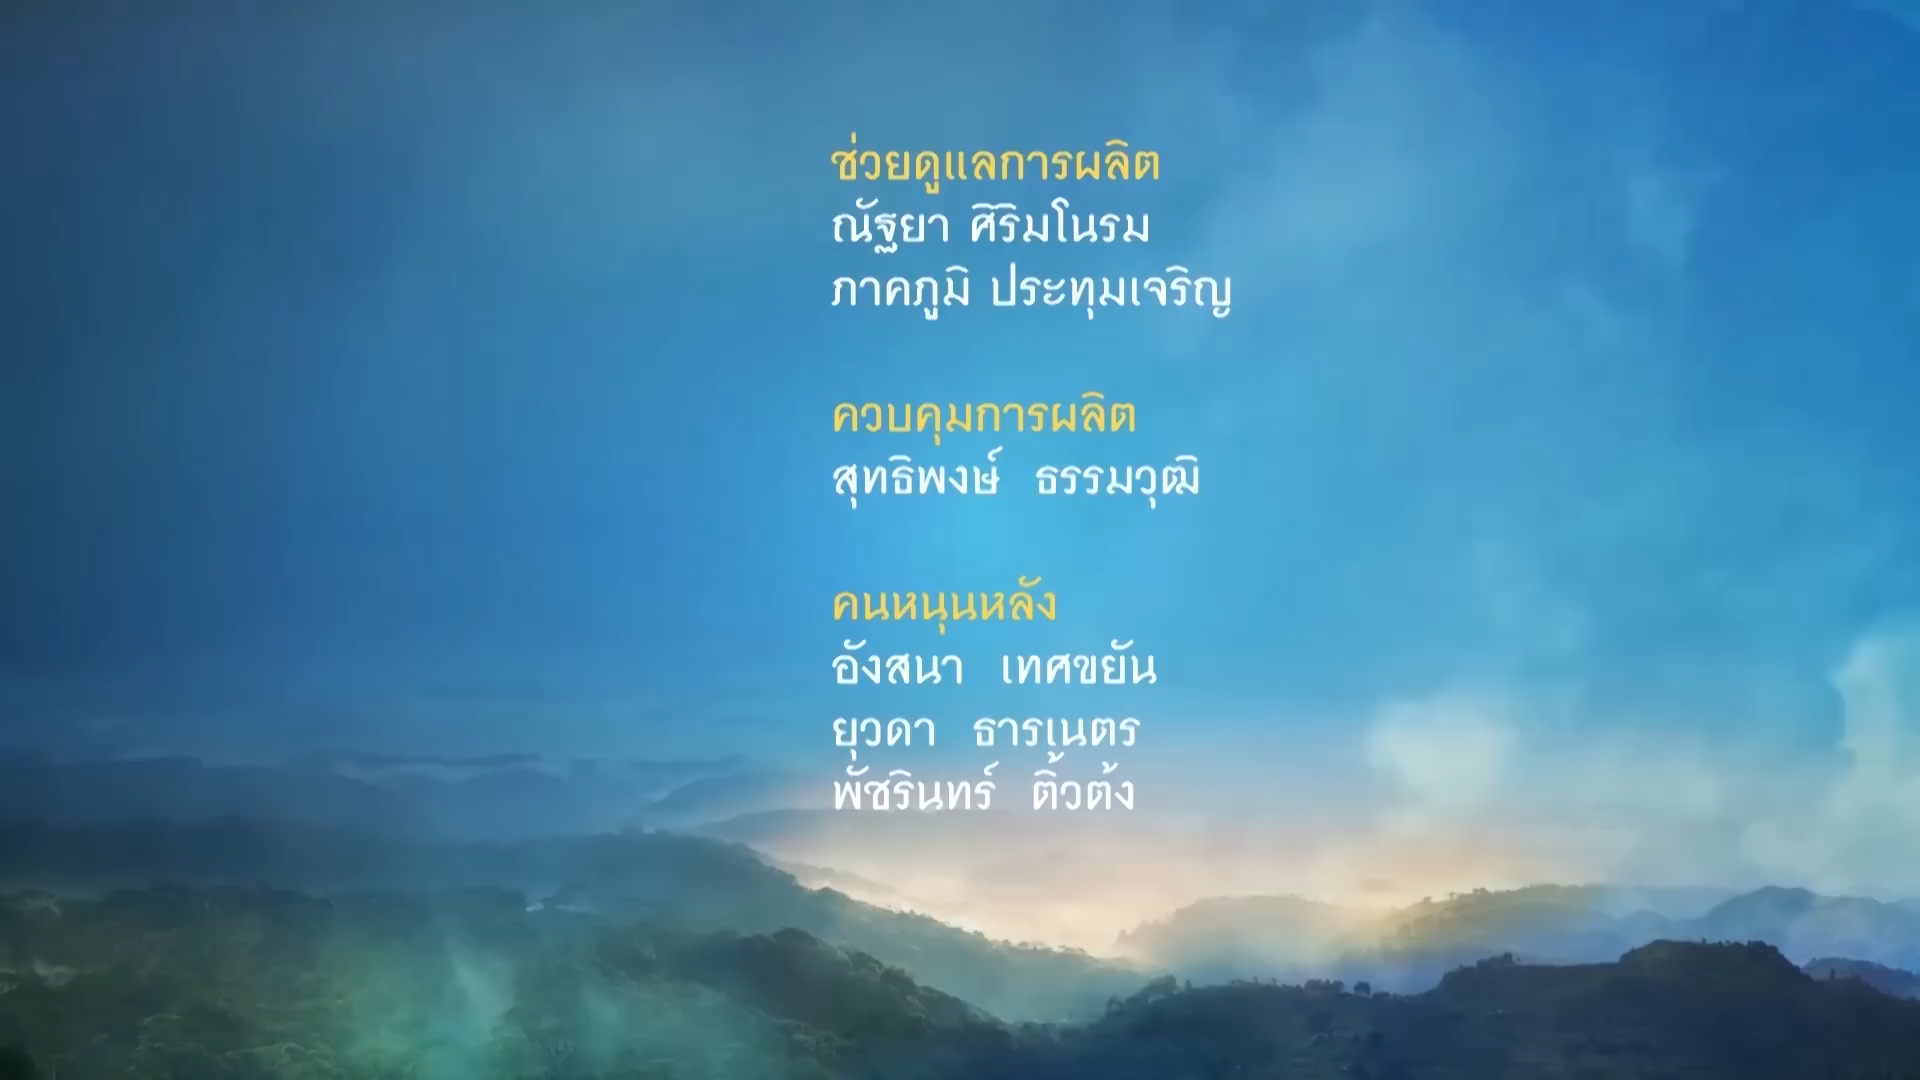 ช่วยดูแลการผลิต
ณัฐยา ศิริมโนรม
ภาคภูมิ ประทุมเจริญ
ควบคุมการผลิต
สุทธิพงษ์ ธรรมวุฒิ
คนหนุนหลัง
อังสนา เทศขยัน
ยุวดา ธารเนตร
พัชรินทร์ ติ้วต้ง